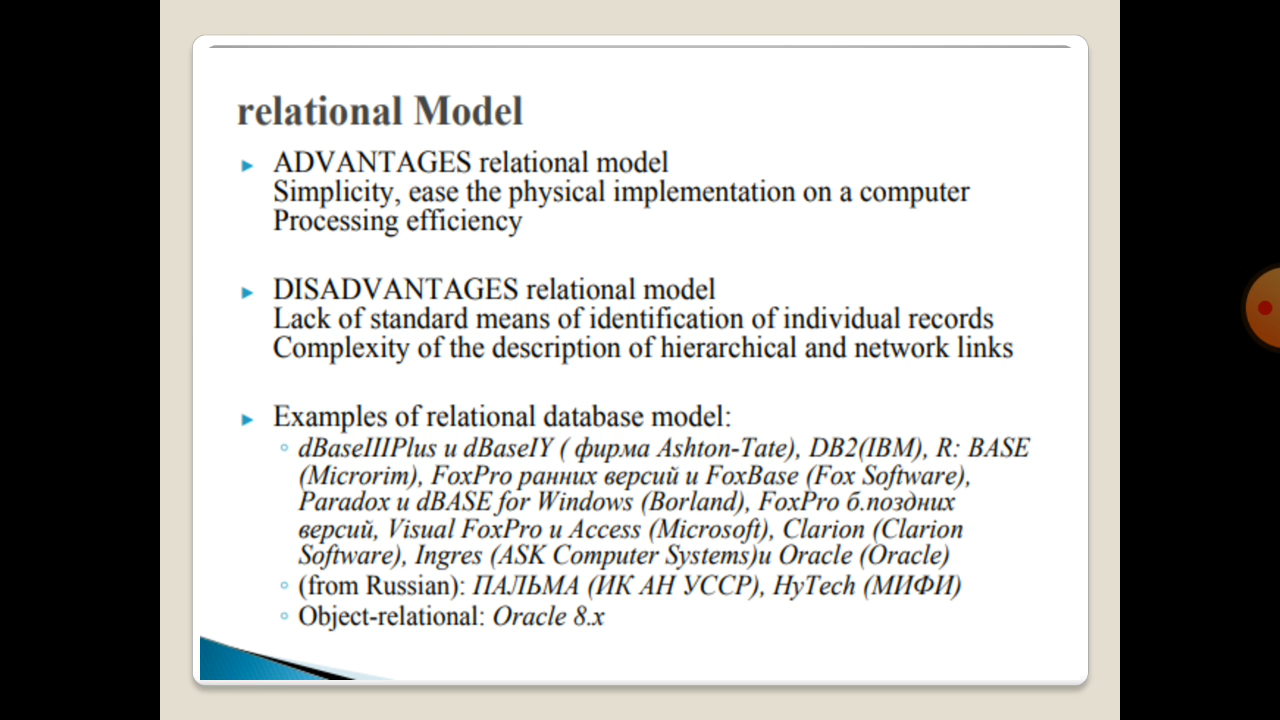 relational Model
ADVANTAGES relational model
Simplicity, ease the physical implementation on a computer
Processing efficiency
DISADVANTAGES relational model
Lack of standard means of identification of individual records
Complexity of the description of hierarchical and network links
Examples of relational database model:
dBaseIIIPlus и dBaseIY ( фирма Ashton-Tate), DB2(IBM), R: BASE
(Microrim), FoxPro ранних версий и FoxBase (Fox Software),
Paradox и dBASE for Windows (Borland), FoxPro б.поздних
версий, Visual FoxPro и Access (Microsoft), Clarion (Clarion
Software), Ingres (ASK Computer Systems)и Oracle (Oracle)
(from Russian): ПАЛЬМА (ИК АН УССР), HyTech (МИФИ)
Object-relational: Oracle 8.x